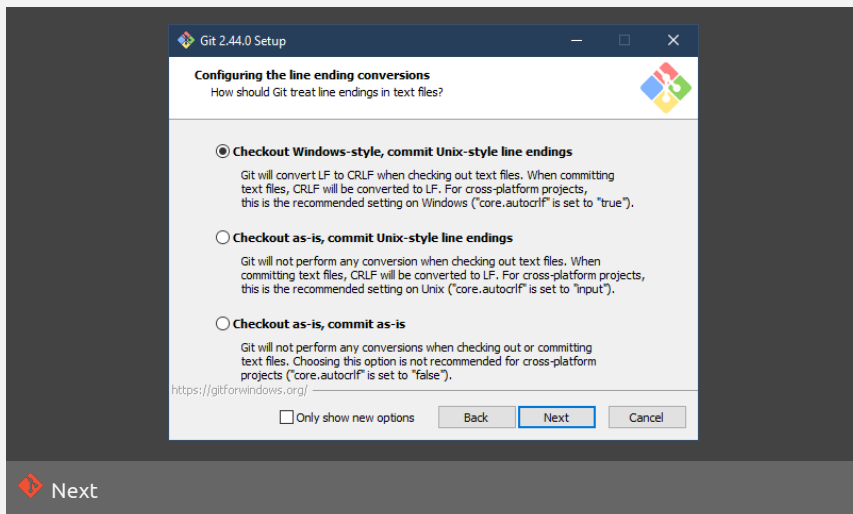 Git 2.44.0 Setup
Configuring the line ending conversions
How should Git treat line endings in text files?
Checkout Windows-style, commit Unix-style line endings
Git will convert LF to CRLF when checking out text files. When committing
text files, CRLF will be converted to LF. For cross-platform projects,
this is the recommended setting on Windows ("core.autocrlf" is set to "true").
Checkout as-is, commit Unix-style line endings
Git will not perform any conversion when checking out text files. When
committing text files, CRLF will be converted to LF. For cross-platform projects,
this is the recommended setting on Unix ("core.autocrlf" is set to "input").
Checkout as-is, commit as-is
Git will not perform any conversions when checking out or committing
text files. Choosing this option is not recommended for cross-platform
projects ("core.autocrlf" is set to "false").
https://gitforwindows.org/
Only show new options Back Next Cancel
Next